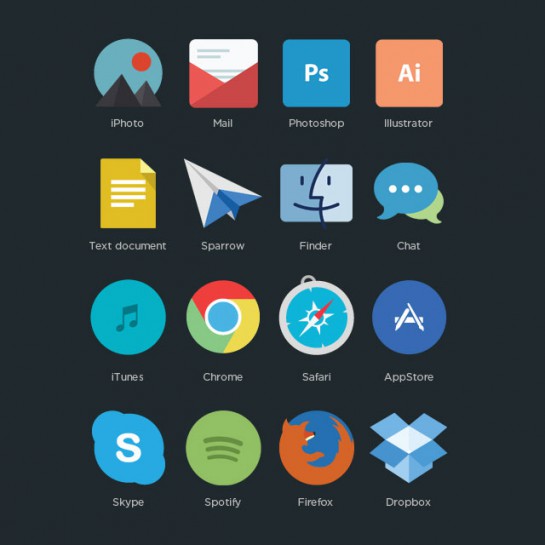 Ps
Ai
iPhoto
Mail
Photoshop
Illustrator
Text document
Sparrow
Finder
Chat
iTunes
Chrome
Safari
AppStore
S
Skype
Spotify
Firefox
Dropbox